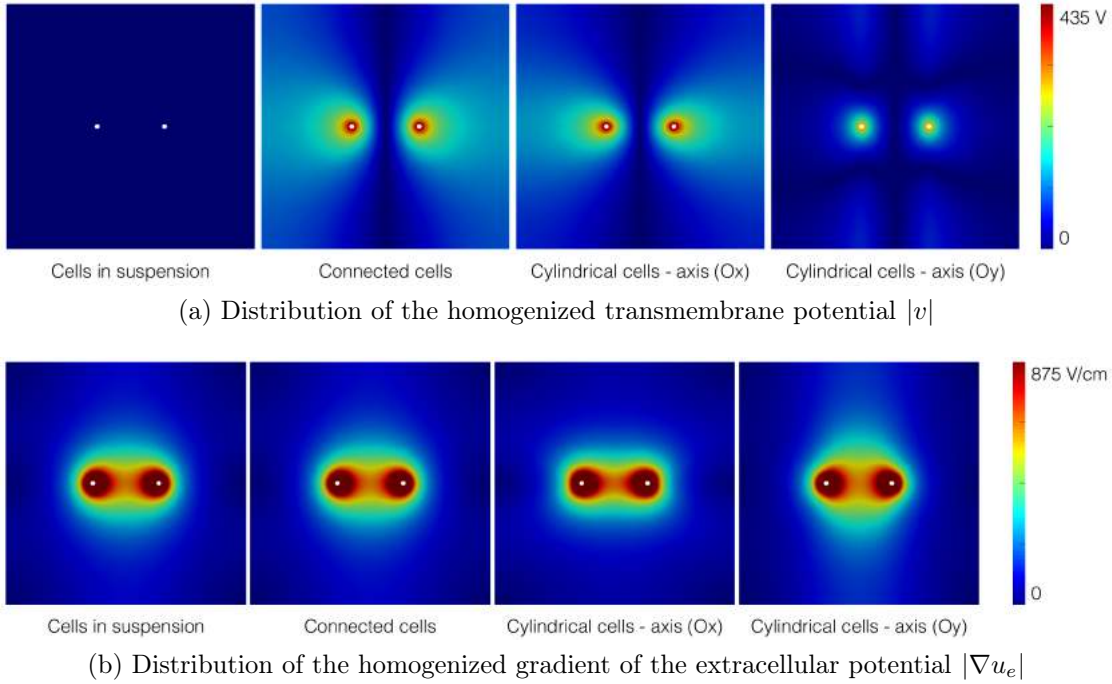 435 V
0
Cells in suspension Connected cells Cylindrical cells - axis (Ox) Cylindrical cells - axis (Oy)
(a) Distribution of the homogenized transmembrane potential |v|
875 V/cm
0
Cells in suspension Connected cells Cylindrical cells - axis (Ox) Cylindrical cells - axis (Oy)
(b) Distribution of the homogenized gradient of the extracellular potential |∇uₑ|